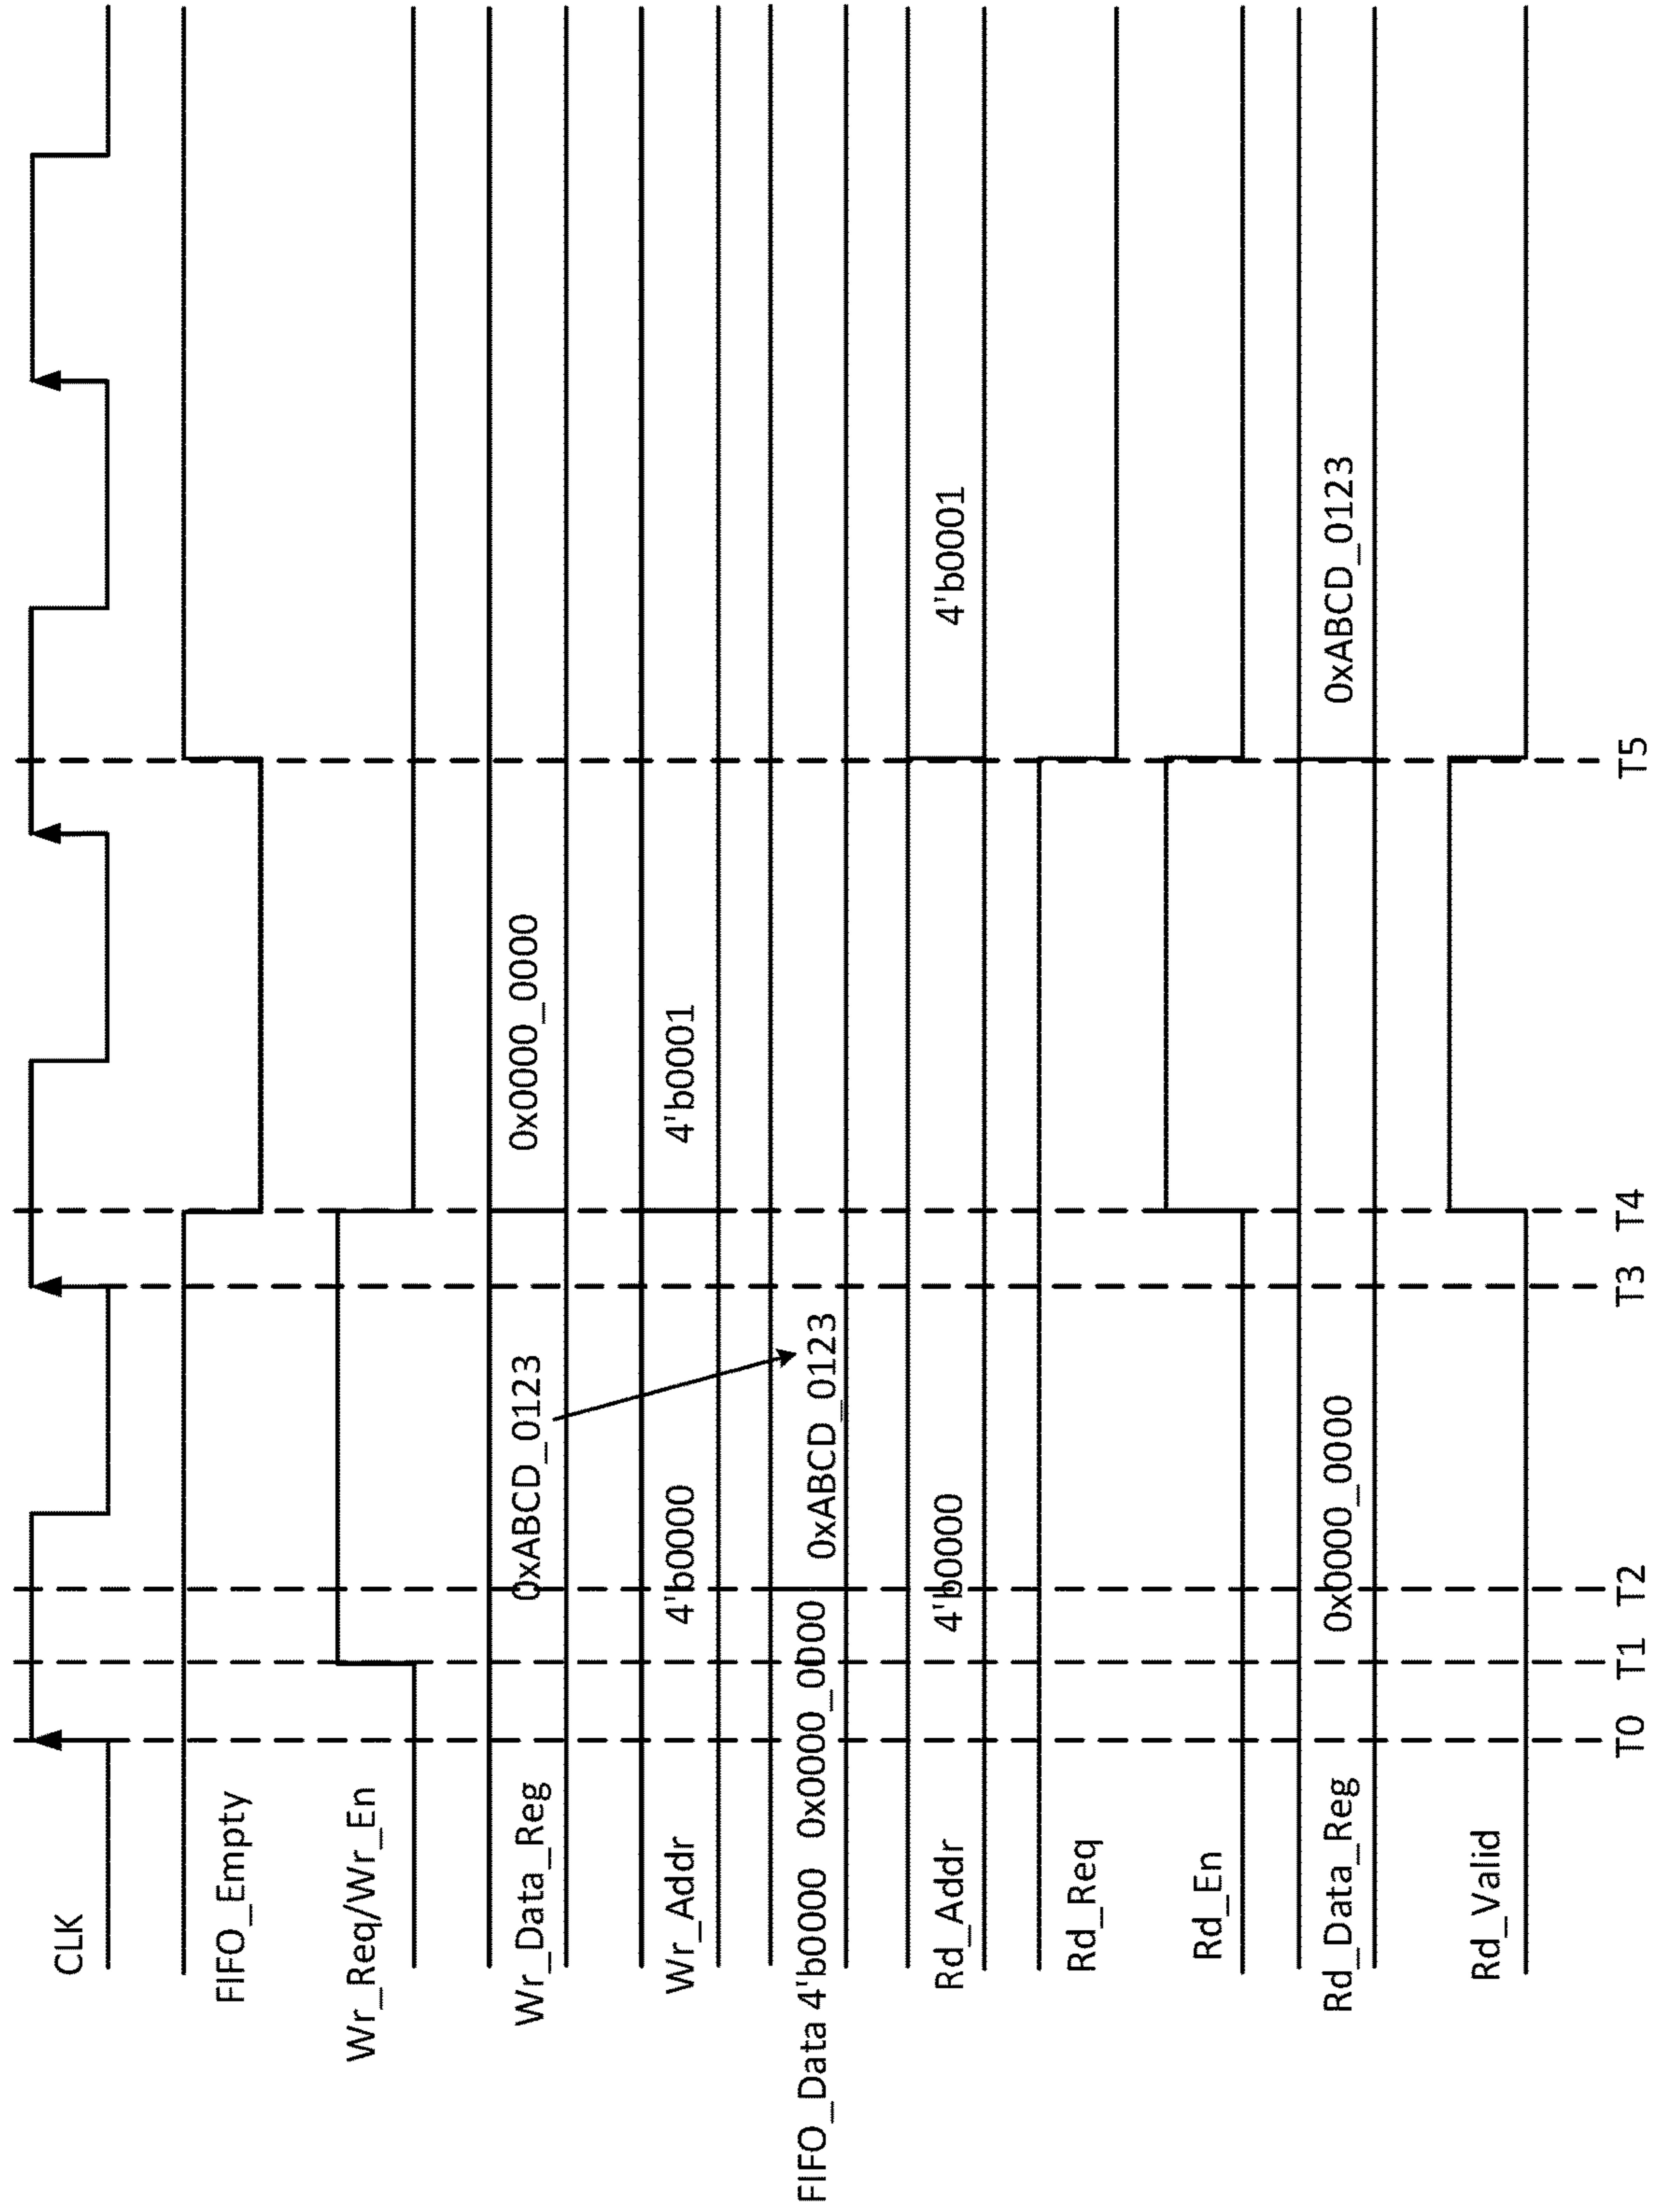 CLK
FIFO_Empty
Wr_Req/Wr_En
Wr_Data_Reg 0xABCD_0123 0x0000_0000
Wr_Addr 4'b0000 4'b0001
FIFO_Data 4'b0000 0x0000_0000 0xABCD_0123
Rd_Addr 4'b0000 4'b0001
Rd_Req
Rd_En
Rd_Data_Reg 0x0000_0000 0xABCD_0123
Rd_Valid
T0 T1 T2 T3 T4 T5